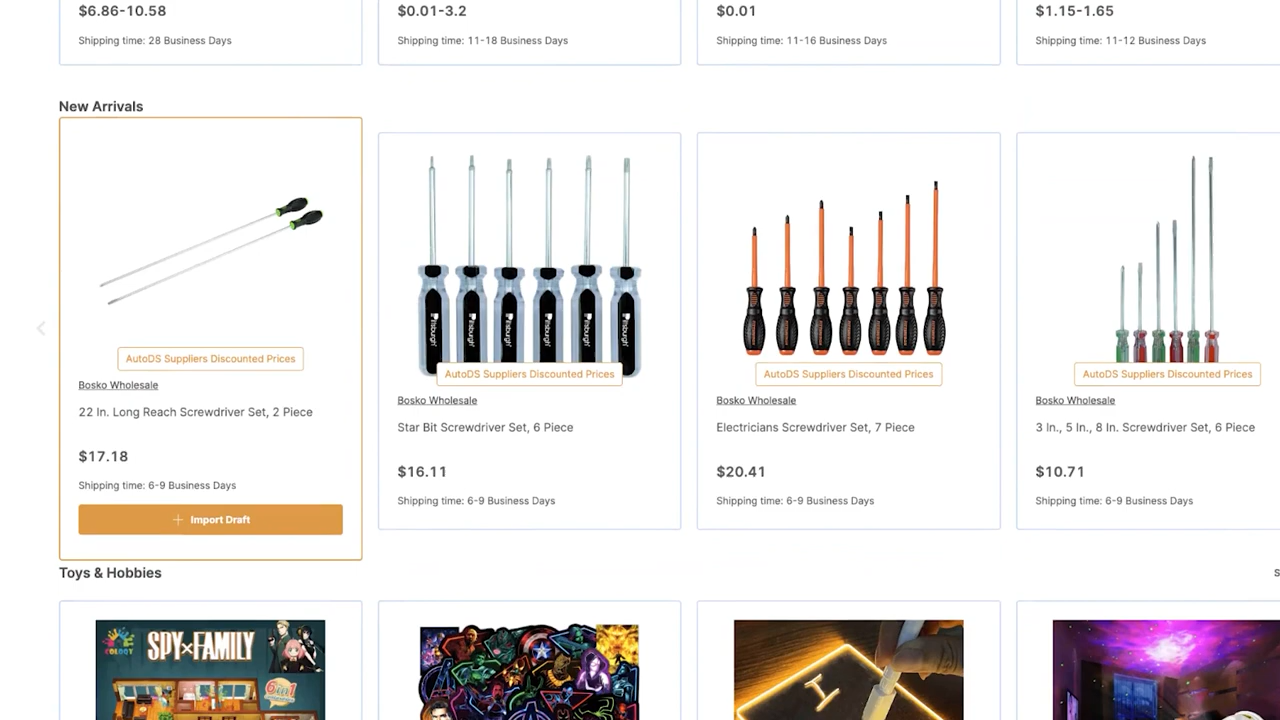 $6.86-10.58
Shipping time: 28 Business Days
$0.01-3.2
Shipping time: 11-18 Business Days
$0.01
Shipping time: 11-16 Business Days
$1.15-1.65
Shipping time: 11-12 Business Days
New Arrivals
AutoDS Suppliers Discounted Prices
Bosko Wholesale
22 In. Long Reach Screwdriver Set, 2 Piece
$17.18
Shipping time: 6-9 Business Days
Import Draft
Pittsburgh Pittsburgh Pittsburgh Pittsburgh Pittsburgh
AutoDS Suppliers Discounted Prices
Bosko Wholesale
Star Bit Screwdriver Set, 6 Piece
$16.11
Shipping time: 6-9 Business Days
AutoDS Suppliers Discounted Prices
Bosko Wholesale
Electricians Screwdriver Set, 7 Piece
$20.41
Shipping time: 6-9 Business Days
AutoDS Suppliers Discounted Prices
Bosko Wholesale
3 In., 5 In., 8 In. Screwdriver Set, 6 Piece
$10.71
Shipping time: 6-9 Business Days
Toys & Hobbies
S
SPY×FAMILY
6in1